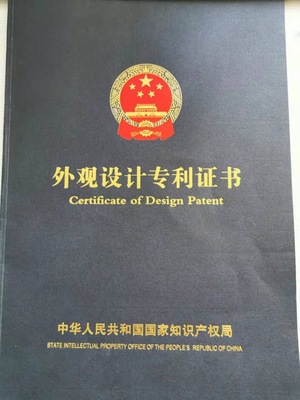 外观设计专利证书
Certificate of Design Patent
中华人民共和国国家知识产权局
STATE INTELLECTUAL PROPERTY OFFICE OF THE PEOPLE'S REPUBLIC OF CHINA